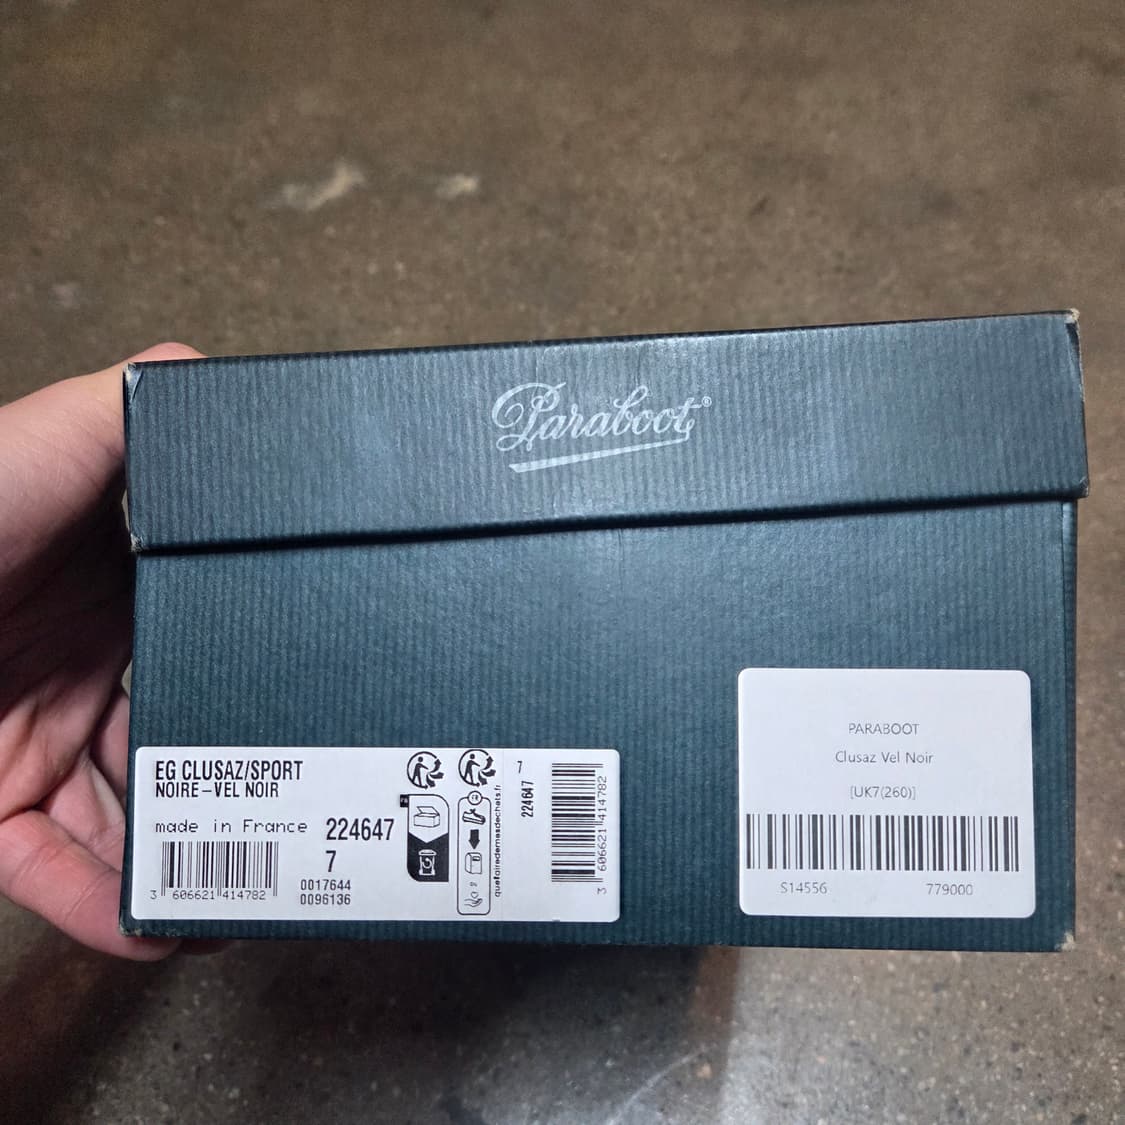 Paraboot®
EG CLUSAZ/SPORT
NOIRE-VEL NOIR
made in France
224647
7
3 606621 414782
0017644
0096136
FR
quefairedemesdechets.fr
7
224647
3 606621 414782
PARABOOT
Clusaz Vel Noir
[UK7(260)]
S14556 779000